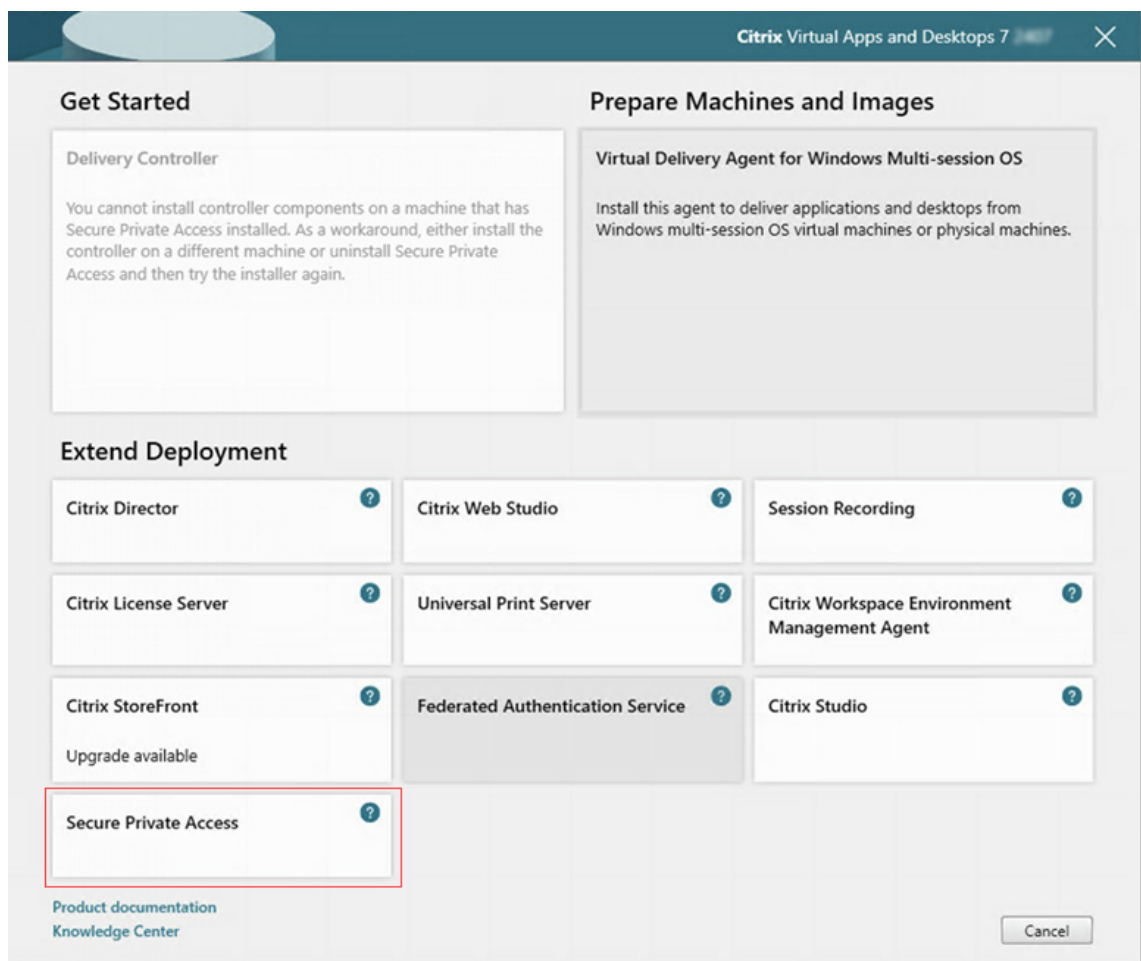 Citrix Virtual Apps and Desktops 7
Get Started
Delivery Controller
You cannot install controller components on a machine that has
Secure Private Access installed. As a workaround, either install the
controller on a different machine or uninstall Secure Private
Access and then try the installer again.
Prepare Machines and Images
Virtual Delivery Agent for Windows Multi-session OS
Install this agent to deliver applications and desktops from
Windows multi-session OS virtual machines or physical machines.
Extend Deployment
Citrix Director
?
Citrix Web Studio
?
Session Recording
?
Citrix License Server
?
Universal Print Server
?
Citrix Workspace Environment
Management Agent
?
Citrix StoreFront
?
Upgrade available
Federated Authentication Service
?
Citrix Studio
?
Secure Private Access
?
Product documentation
Knowledge Center
Cancel